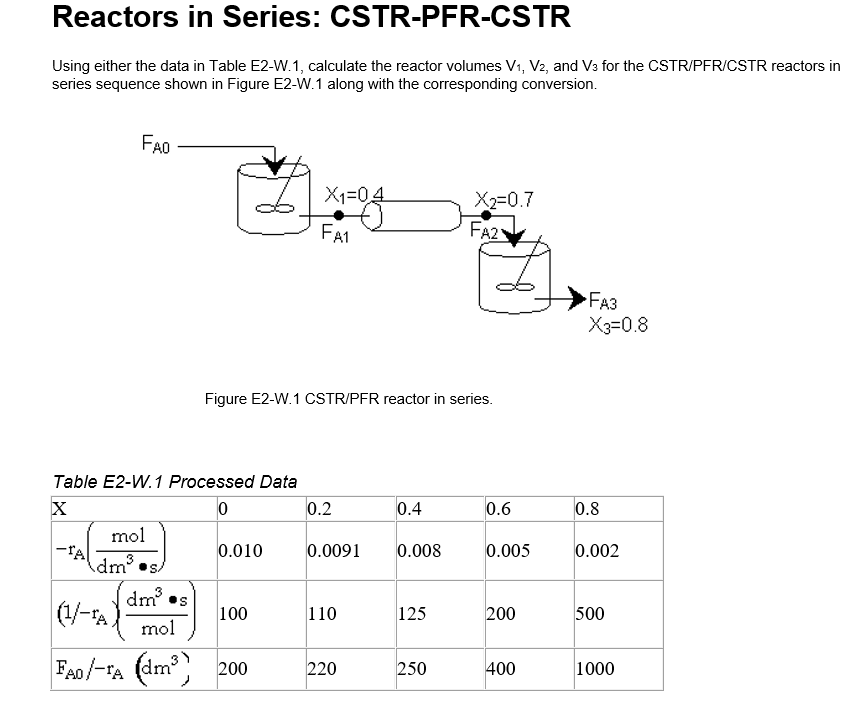 Reactors in Series: CSTR-PFR-CSTR
Using either the data in Table E2-W.1, calculate the reactor volumes V₁, V₂, and V₃ for the CSTR/PFR/CSTR reactors in
series sequence shown in Figure E2-W.1 along with the corresponding conversion.
FA0
X₁=0.4
X₂=0.7
FA1
FA2
FA3
X₃=0.8
Figure E2-W.1 CSTR/PFR reactor in series.
Table E2-W.1 Processed Data
X 0 0.2 0.4 0.6 0.8
-rA (mol/dm³•s) 0.010 0.0091 0.008 0.005 0.002
(1/-rA) (dm³•s/mol) 100 110 125 200 500
FA0/-rA (dm³) 200 220 250 400 1000